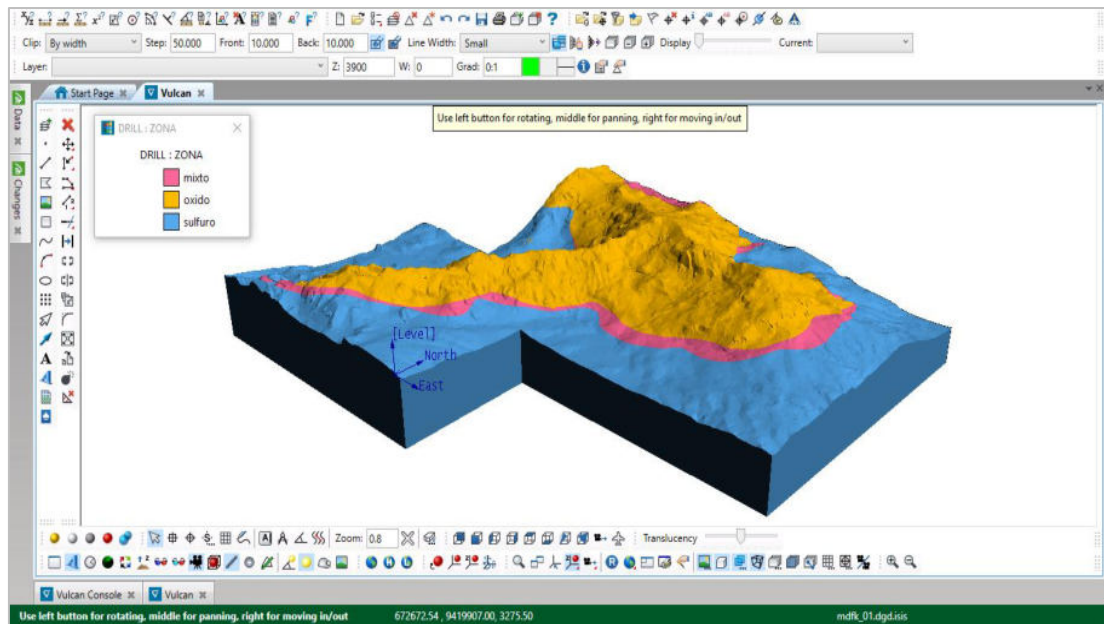 Clip: By width Step: 50.000 Front: 10.000 Back: 10.000 Line Width: Small Display Current:
Layer: Z: 3900 W: 0 Grad: 0:1
Start Page Vulcan
Data
Changes
Use left button for rotating, middle for panning, right for moving in/out
DRILL : ZONA
DRILL : ZONA
mixto
oxido
sulfuro
[Level]
North
East
Zoom: 0.8 Translucency
Vulcan Console Vulcan
Use left button for rotating, middle for panning, right for moving in/out 672672.54 , 9419907.00, 3275.50 mdfk_01.dgd.isis